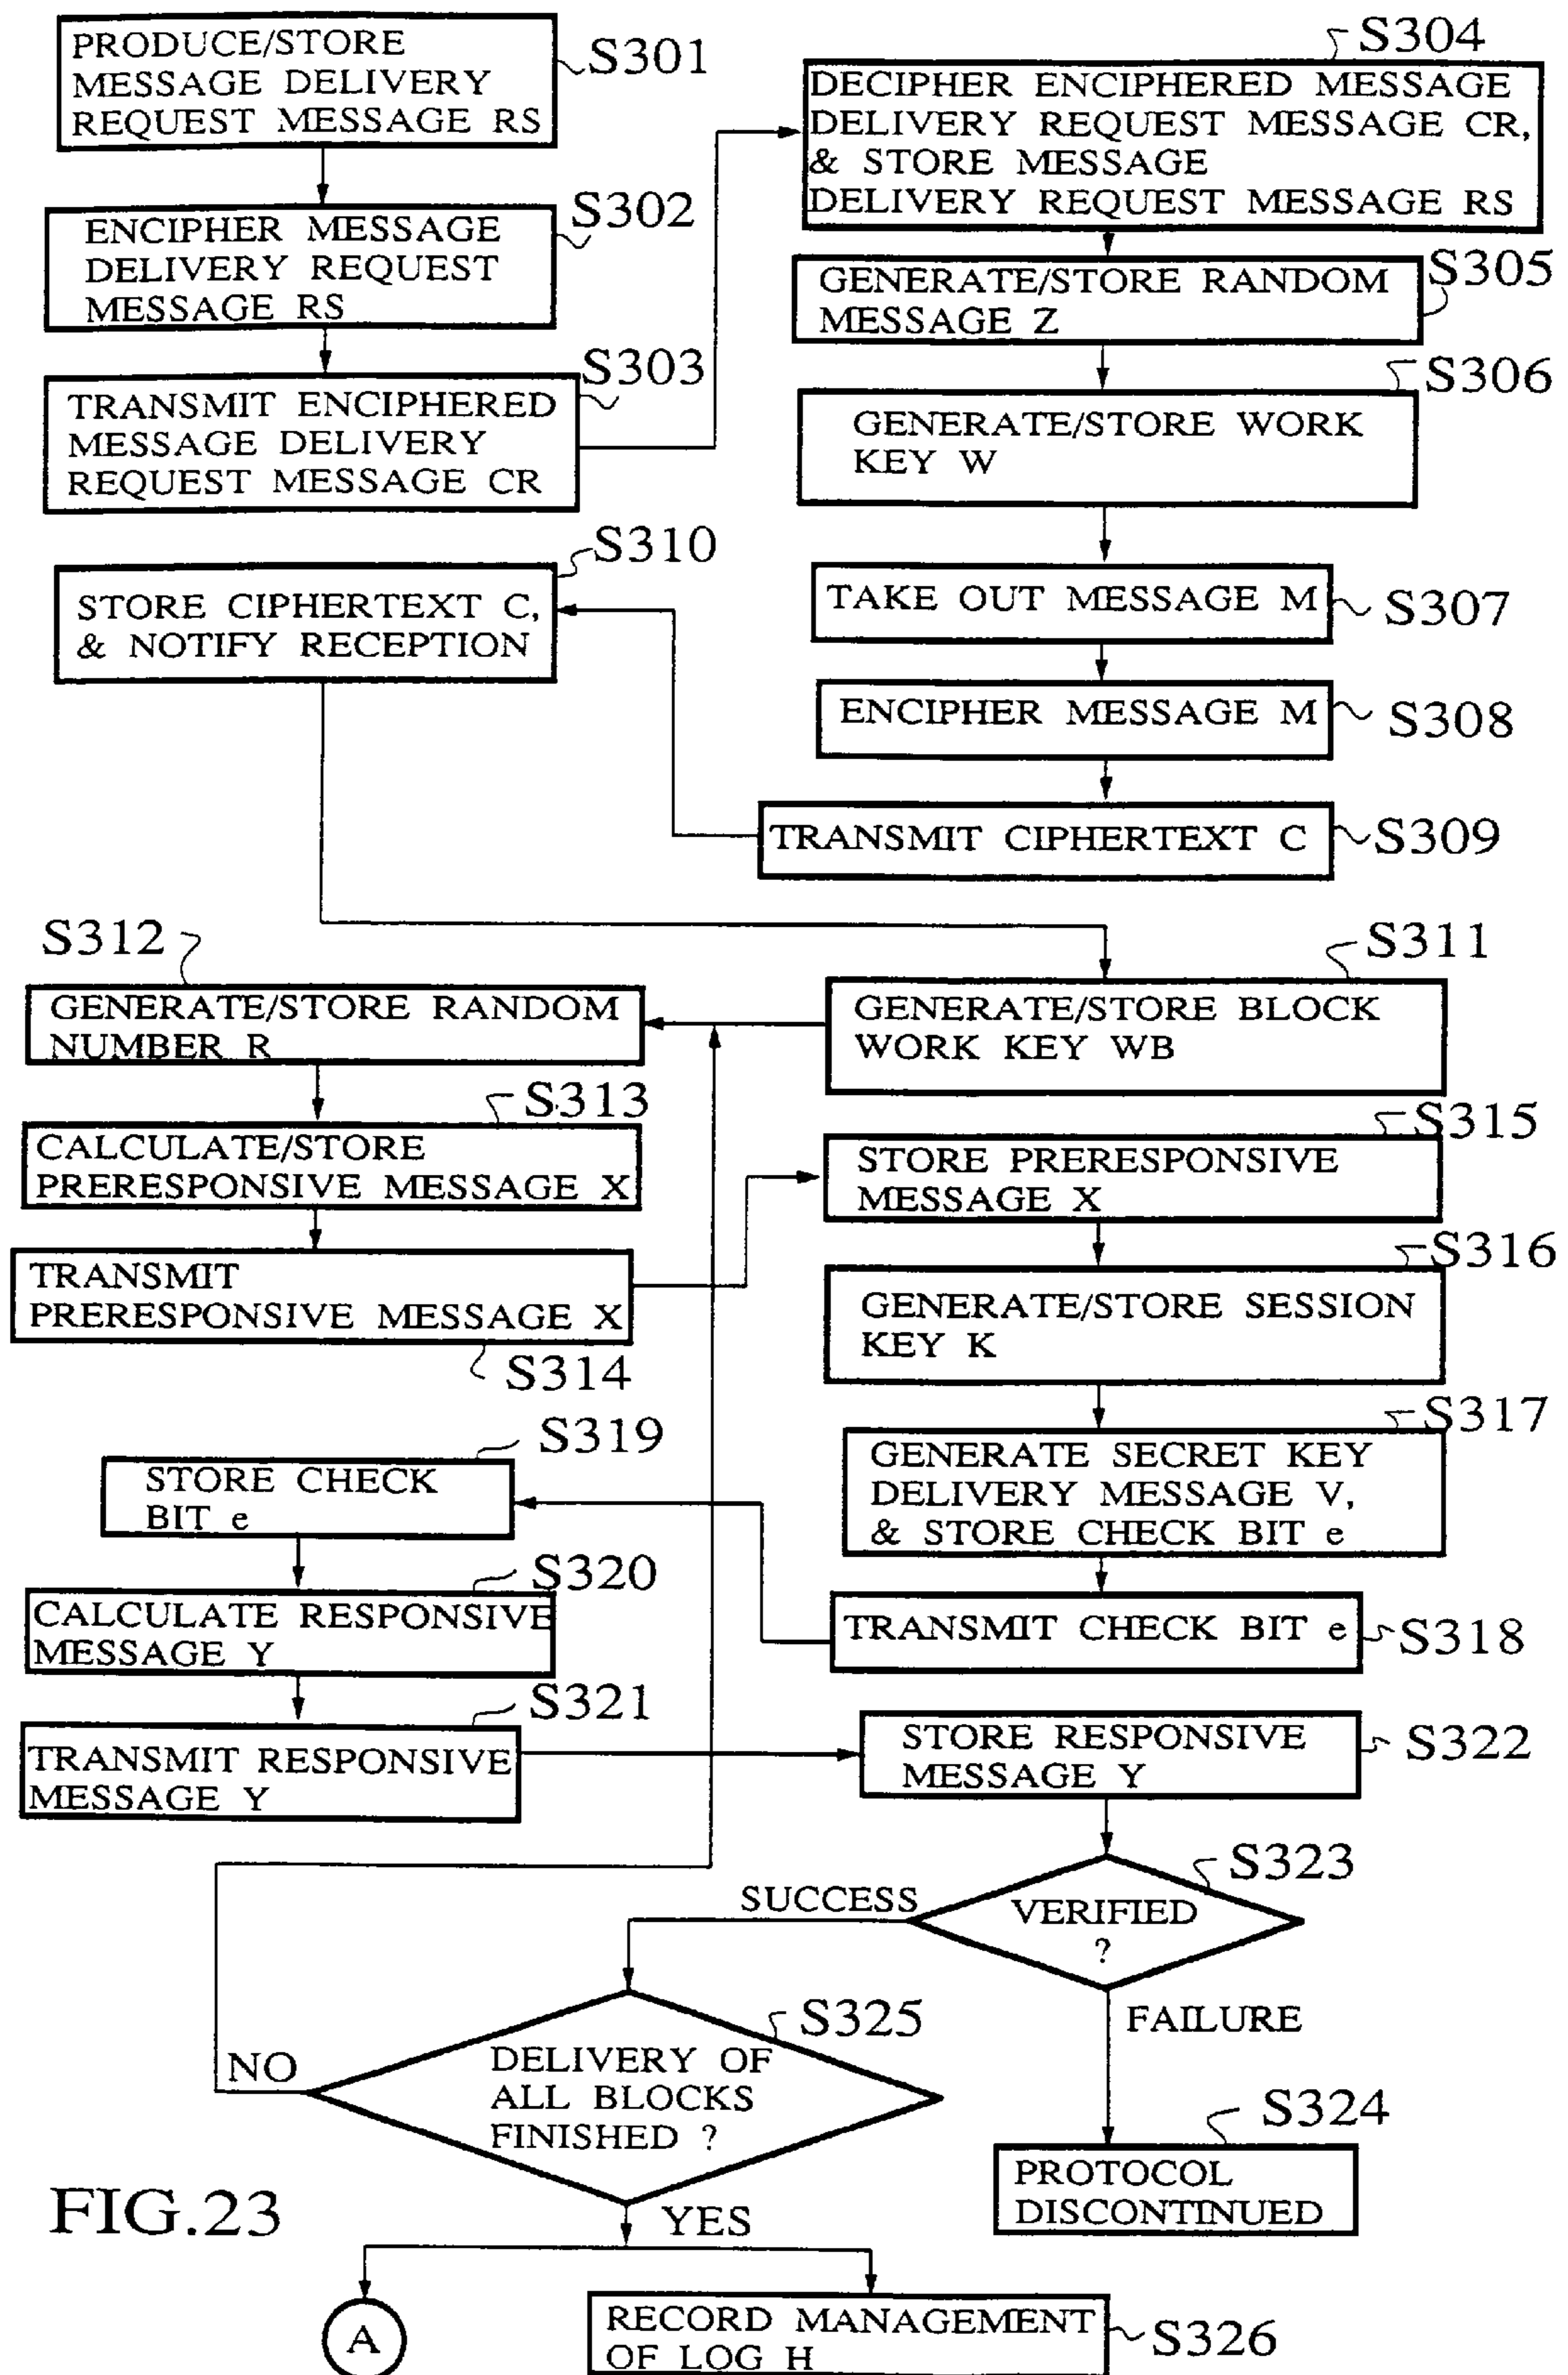 PRODUCE/STORE
MESSAGE DELIVERY
REQUEST MESSAGE RS
S301
ENCIPHER MESSAGE
DELIVERY REQUEST
MESSAGE RS
S302
TRANSMIT ENCIPHERED
MESSAGE DELIVERY
REQUEST MESSAGE CR
S303
S304
DECIPHER ENCIPHERED MESSAGE
DELIVERY REQUEST MESSAGE CR,
& STORE MESSAGE
DELIVERY REQUEST MESSAGE RS
S305
GENERATE/STORE RANDOM
MESSAGE Z
S306
GENERATE/STORE WORK
KEY W
TAKE OUT MESSAGE M
S307
ENCIPHER MESSAGE M
S308
TRANSMIT CIPHERTEXT C
S309
S310
STORE CIPHERTEXT C,
& NOTIFY RECEPTION
S311
GENERATE/STORE BLOCK
WORK KEY WB
S312
GENERATE/STORE RANDOM
NUMBER R
S313
CALCULATE/STORE
PRERESPONSIVE MESSAGE X
TRANSMIT
PRERESPONSIVE MESSAGE X
S314
S315
STORE PRERESPONSIVE
MESSAGE X
S316
GENERATE/STORE SESSION
KEY K
S317
GENERATE SECRET KEY
DELIVERY MESSAGE V,
& STORE CHECK BIT e
TRANSMIT CHECK BIT e
S318
S319
STORE CHECK
BIT e
S320
CALCULATE RESPONSIVE
MESSAGE Y
S321
TRANSMIT RESPONSIVE
MESSAGE Y
STORE RESPONSIVE
MESSAGE Y
S322
S323
VERIFIED
?
SUCCESS
FAILURE
S324
PROTOCOL
DISCONTINUED
S325
DELIVERY OF
ALL BLOCKS
FINISHED ?
NO
YES
FIG.23
A
RECORD MANAGEMENT
OF LOG H
S326